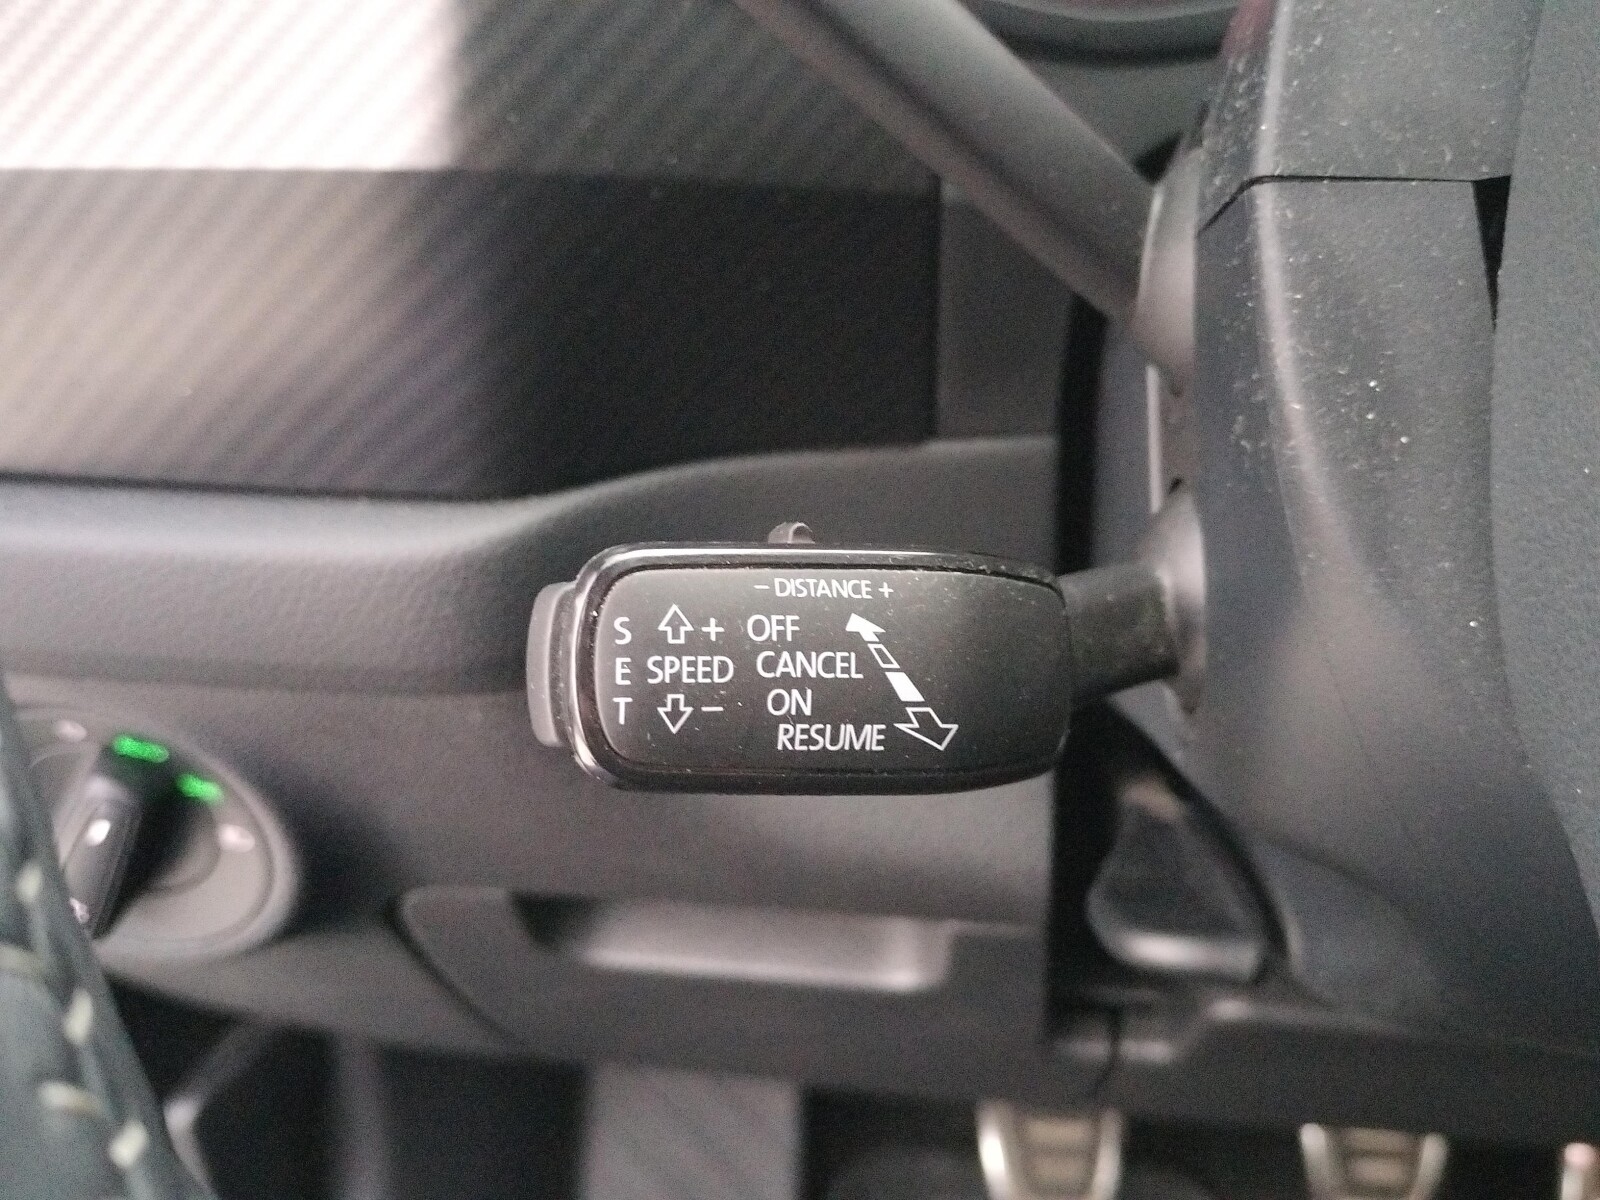 - DISTANCE +
S + OFF
E SPEED CANCEL
T - ON
RESUME